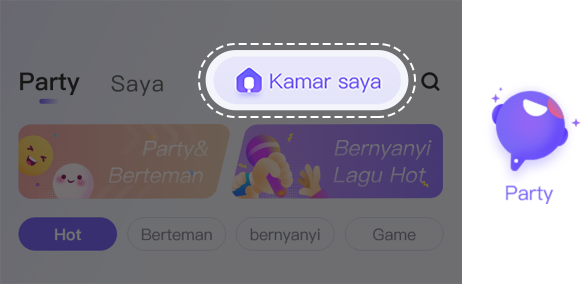 Party Saya Kamar saya
Party&
Berteman
Bernyanyi
Lagu Hot
Hot Berteman bernyanyi Game
Party